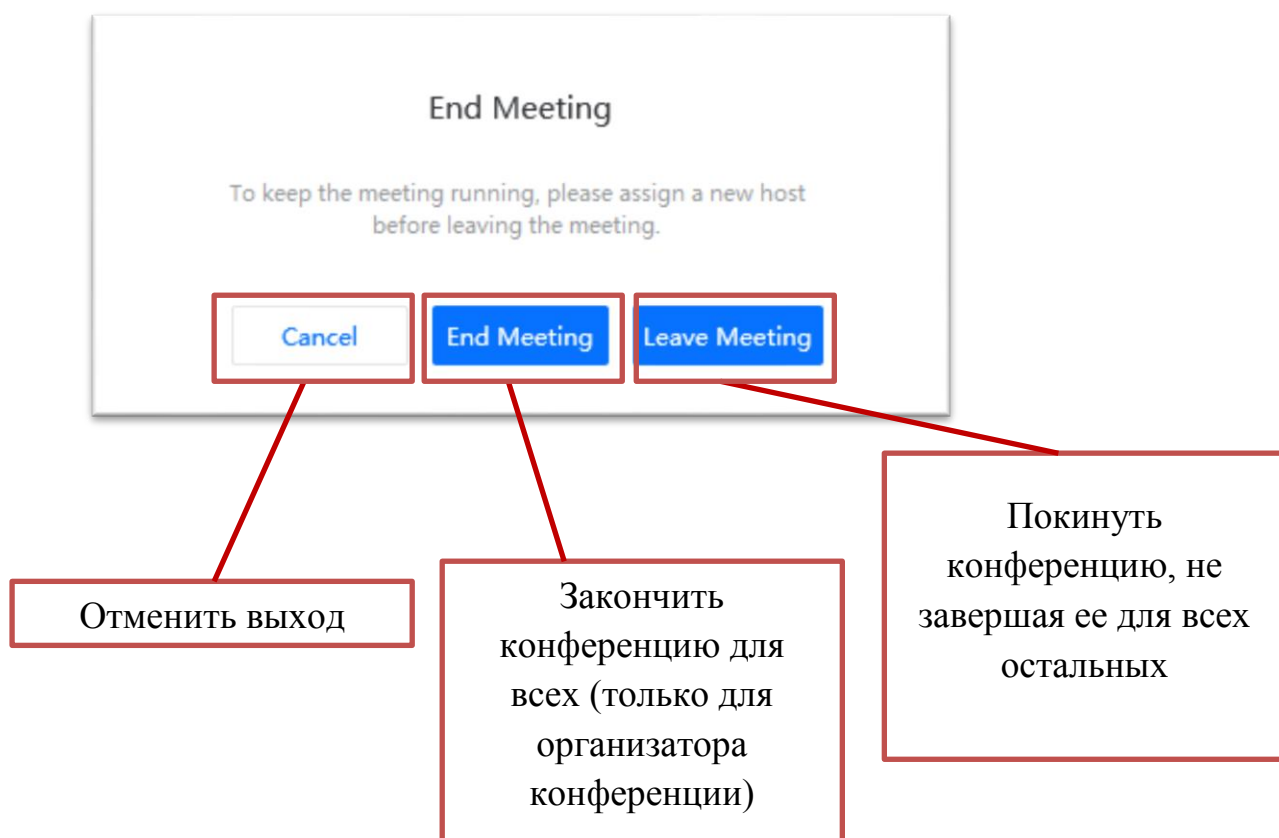 End Meeting
To keep the meeting running, please assign a new host
before leaving the meeting.
Cancel
End Meeting
Leave Meeting
Отменить выход
Закончить
конференцию для
всех (только для
организатора
конференции)
Покинуть
конференцию, не
завершая ее для всех
остальных